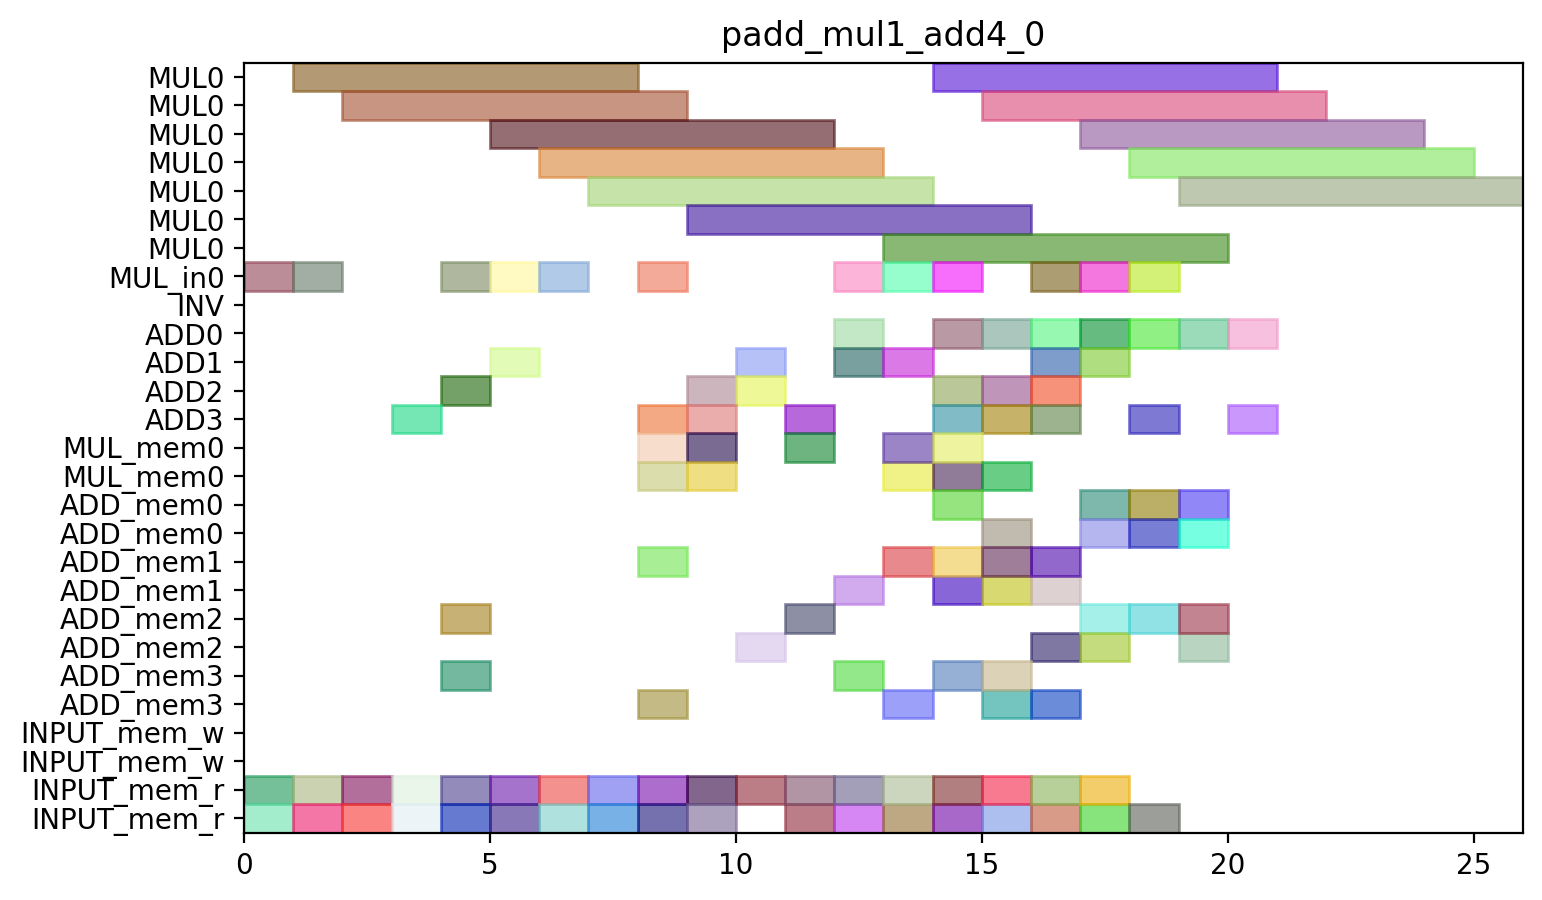 padd_mul1_add4_0
MUL0
MUL0
MUL0
MUL0
MUL0
MUL0
MUL0
MUL_in0
INV
ADD0
ADD1
ADD2
ADD3
MUL_mem0
MUL_mem0
ADD_mem0
ADD_mem0
ADD_mem1
ADD_mem1
ADD_mem2
ADD_mem2
ADD_mem3
ADD_mem3
INPUT_mem_w
INPUT_mem_w
INPUT_mem_r
INPUT_mem_r
0 5 10 15 20 25